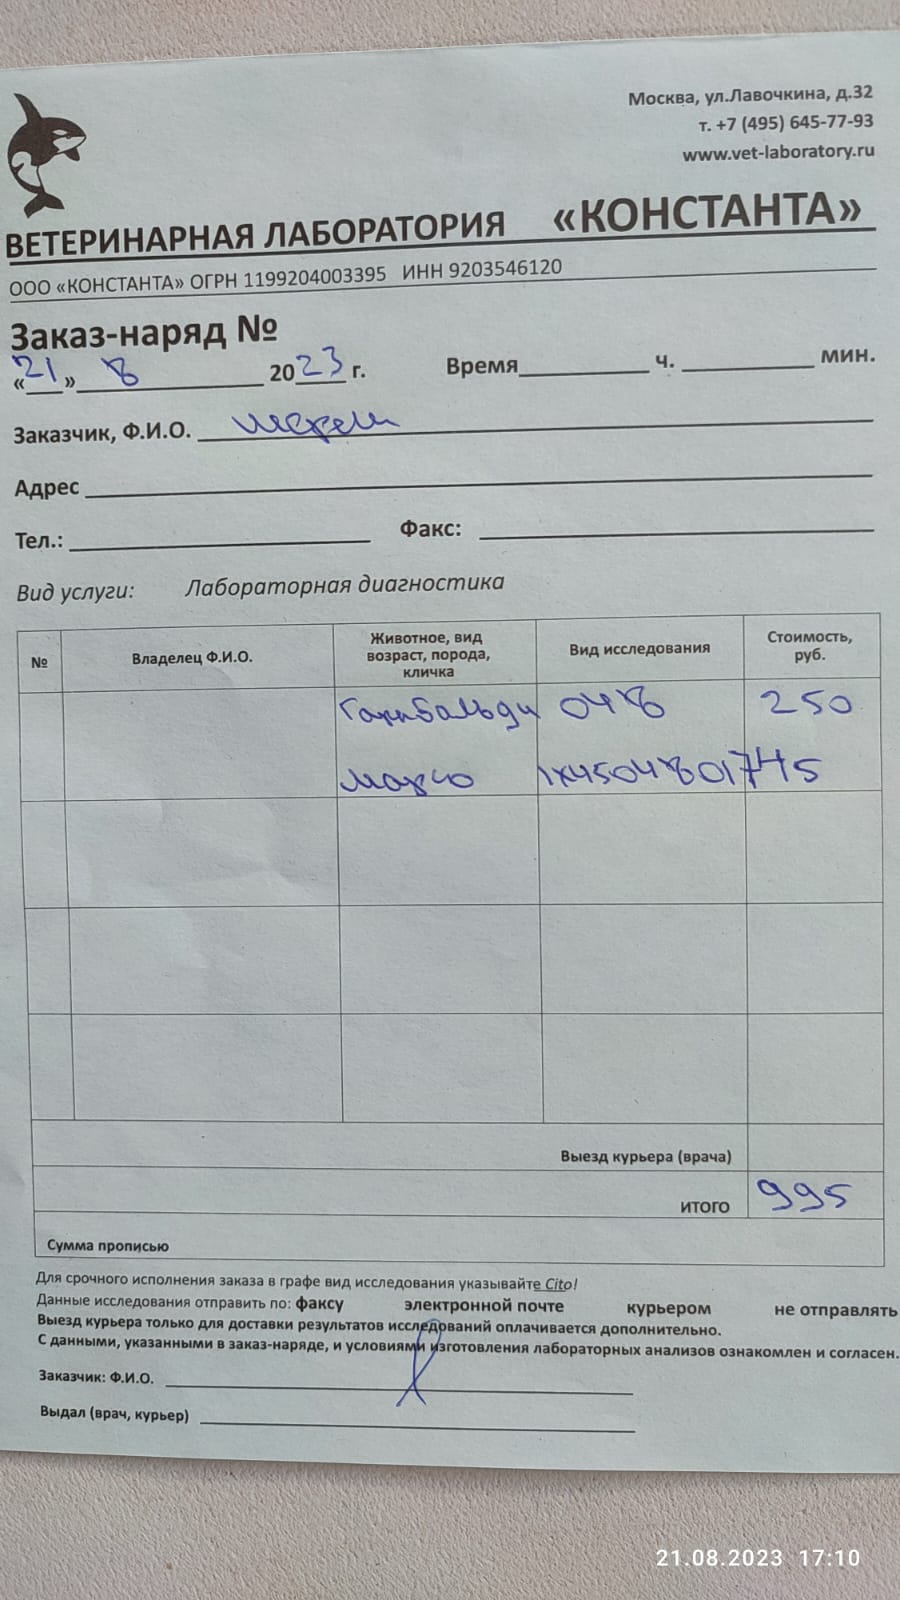 Москва, ул.Лавочкина, д.32
т. +7 (495) 645-77-93
www.vet-laboratory.ru
ВЕТЕРИНАРНАЯ ЛАБОРАТОРИЯ «КОНСТАНТА»
ООО «КОНСТАНТА» ОГРН 1199204003395 ИНН 9203546120
Заказ-наряд №
«21» 8 2023 г. Время ч. мин.
Заказчик, Ф.И.О.
Адрес
Тел.: Факс:
Вид услуги: Лабораторная диагностика
№ Владелец Ф.И.О. Животное, вид возраст, порода, кличка Вид исследования Стоимость, руб.
Гарибальди 048 250
745
Выезд курьера (врача)
ИТОГО 995
Сумма прописью
Для срочного исполнения заказа в графе вид исследования указывайте Cito!
Данные исследования отправить по: факсу электронной почте курьером не отправлять
Выезд курьера только для доставки результатов исследований оплачивается дополнительно.
С данными, указанными в заказ-наряде, и условиями изготовления лабораторных анализов ознакомлен и согласен.
Заказчик: Ф.И.О.
Выдал (врач, курьер)
21.08.2023 17:10